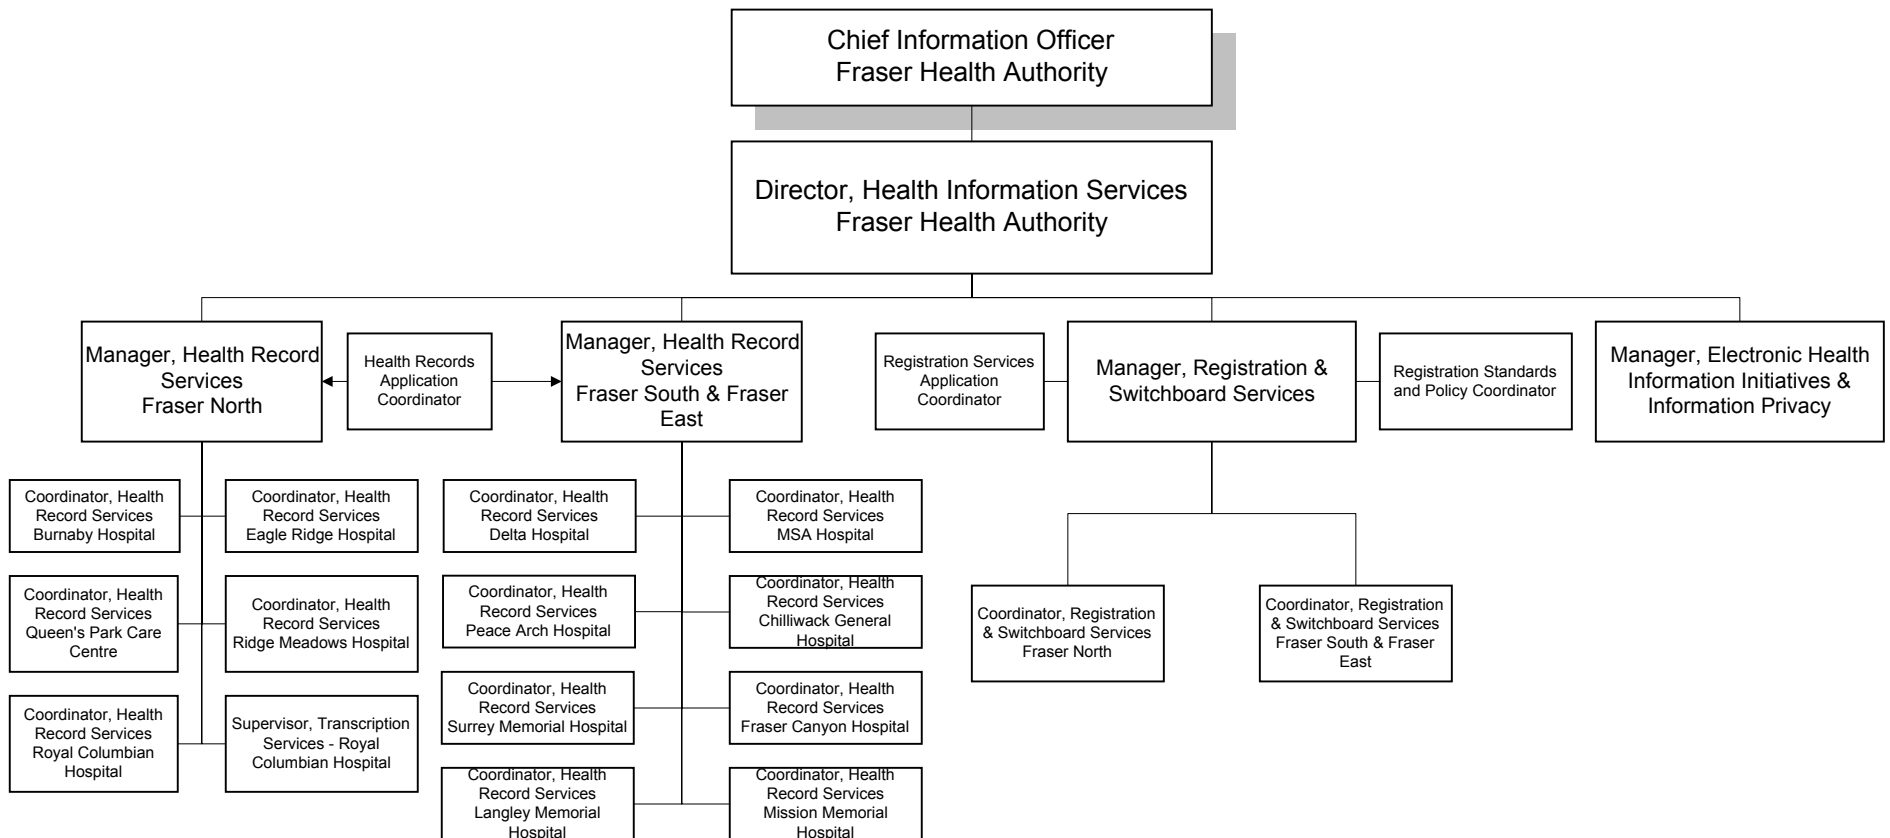 Chief Information Officer
Fraser Health Authority
Director, Health Information Services
Fraser Health Authority
Manager, Health Record
Services
Fraser North
Health Records
Application
Coordinator
Manager, Health Record
Services
Fraser South & Fraser
East
Registration Services
Application
Coordinator
Manager, Registration &
Switchboard Services
Registration Standards
and Policy Coordinator
Manager, Electronic Health
Information Initiatives &
Information Privacy
Coordinator, Health
Record Services
Burnaby Hospital
Coordinator, Health
Record Services
Eagle Ridge Hospital
Coordinator, Health
Record Services
Delta Hospital
Coordinator, Health
Record Services
MSA Hospital
Coordinator, Health
Record Services
Queen's Park Care
Centre
Coordinator, Health
Record Services
Ridge Meadows Hospital
Coordinator, Health
Record Services
Peace Arch Hospital
Coordinator, Health
Record Services
Chilliwack General
Hospital
Coordinator, Registration
& Switchboard Services
Fraser North
Coordinator, Registration
& Switchboard Services
Fraser South & Fraser
East
Coordinator, Health
Record Services
Royal Columbian
Hospital
Supervisor, Transcription
Services - Royal
Columbian Hospital
Coordinator, Health
Record Services
Surrey Memorial Hospital
Coordinator, Health
Record Services
Fraser Canyon Hospital
Coordinator, Health
Record Services
Langley Memorial
Hospital
Coordinator, Health
Record Services
Mission Memorial
Hospital